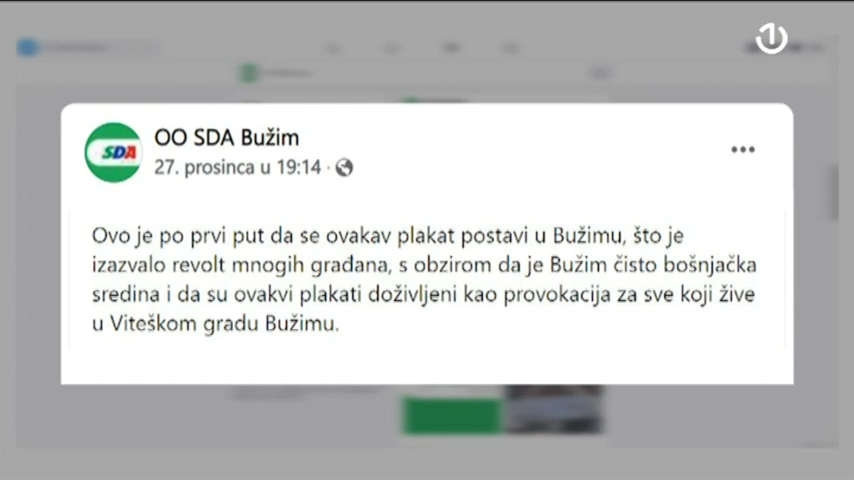 1
OO SDA Bužim
SDA
27. prosinca u 19:14 ·
Ovo je po prvi put da se ovakav plakat postavi u Bužimu, što je
izazvalo revolt mnogih građana, s obzirom da je Bužim čisto bošnjačka
sredina i da su ovakvi plakati doživljeni kao provokacija za sve koji žive
u Viteškom gradu Bužimu.